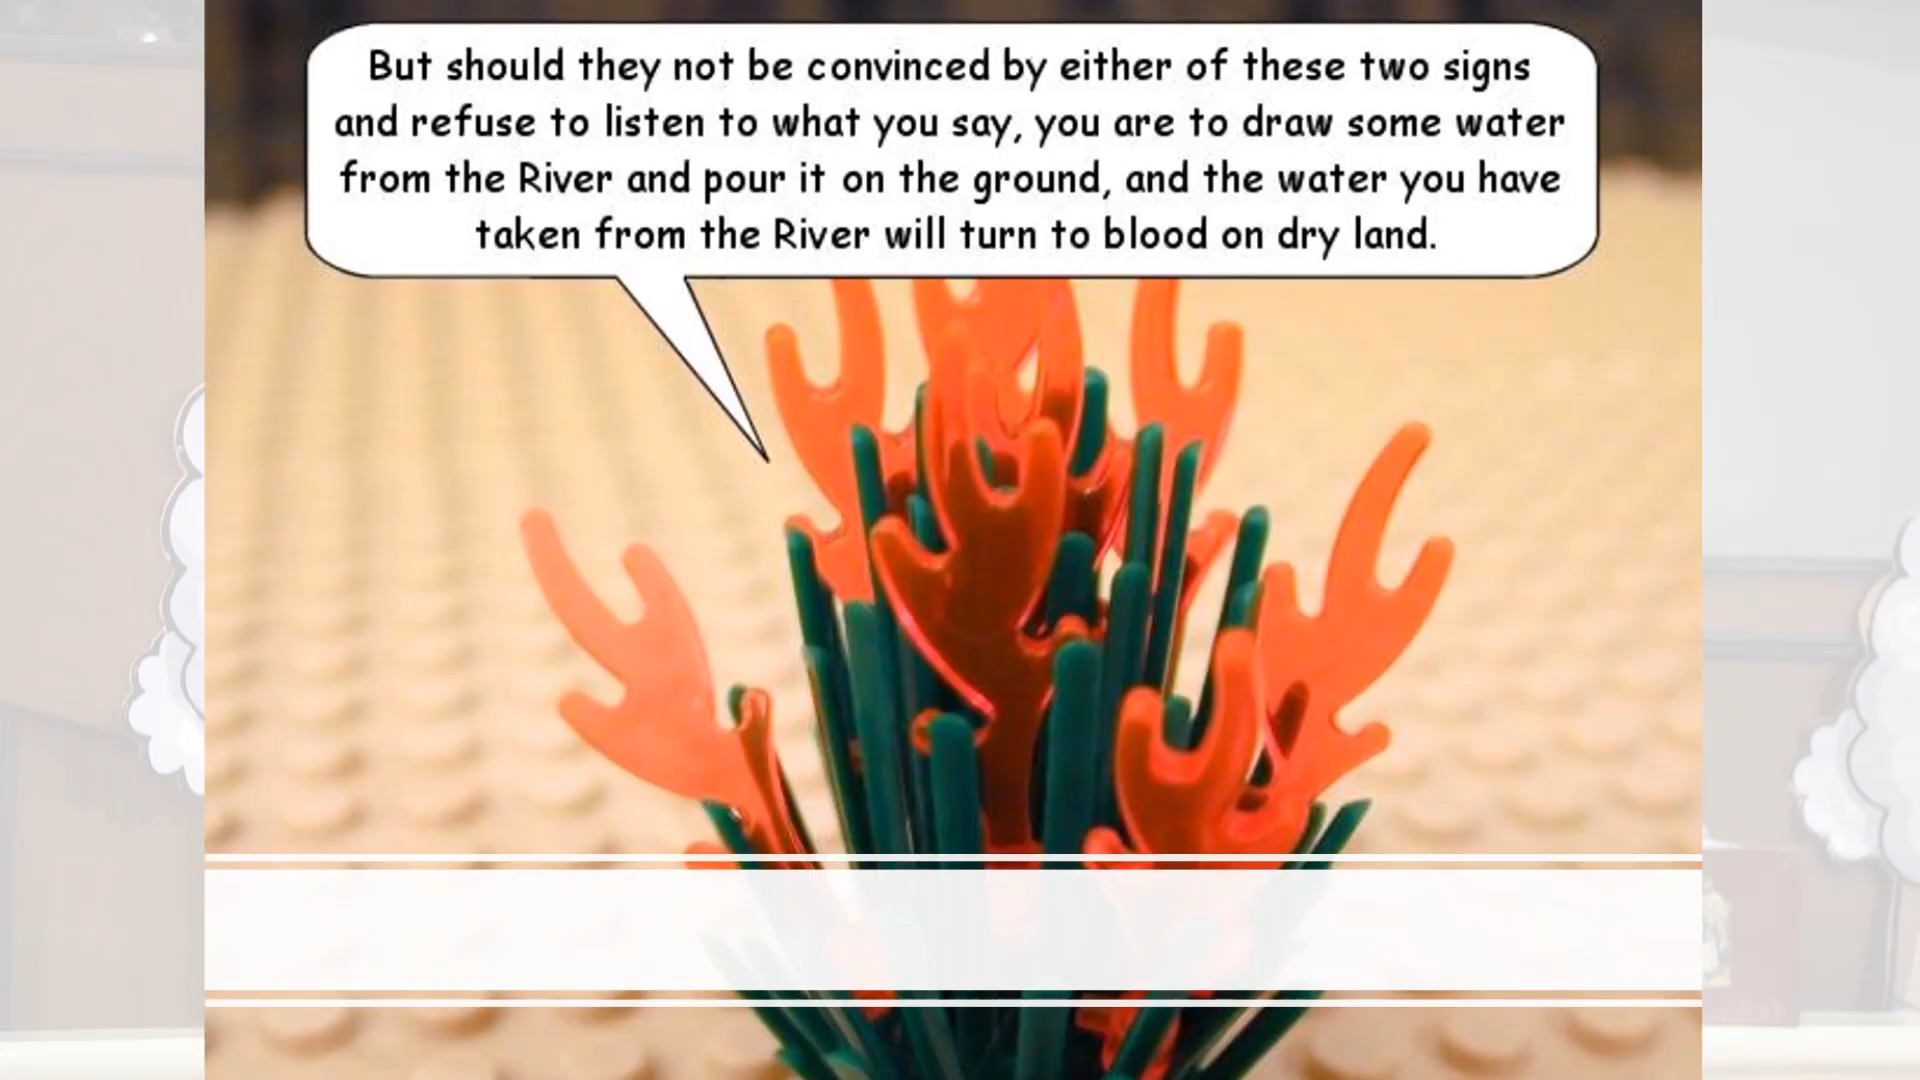 But should they not be convinced by either of these two signs
and refuse to listen to what you say, you are to draw some water
from the River and pour it on the ground, and the water you have
taken from the River will turn to blood on dry land.